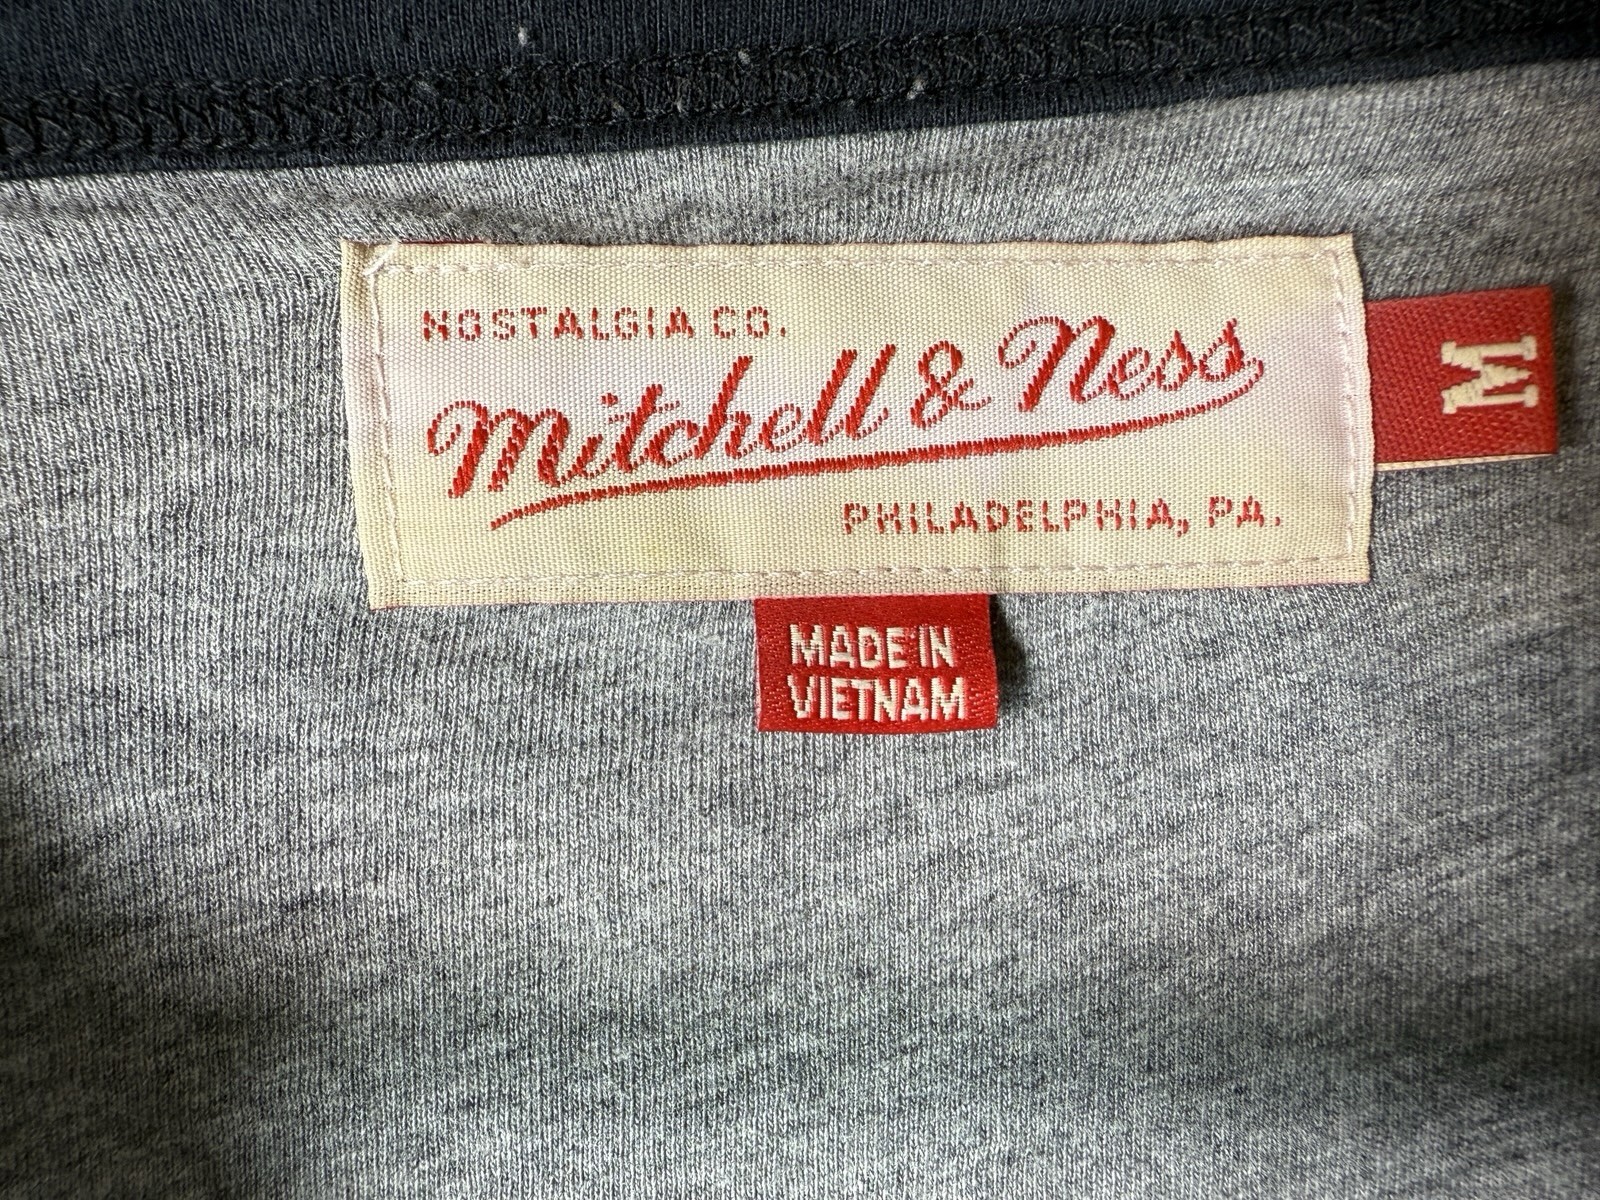 NOSTALGIA CO.
Mitchell & Ness
PHILADELPHIA, PA.
M
MADE IN
VIETNAM